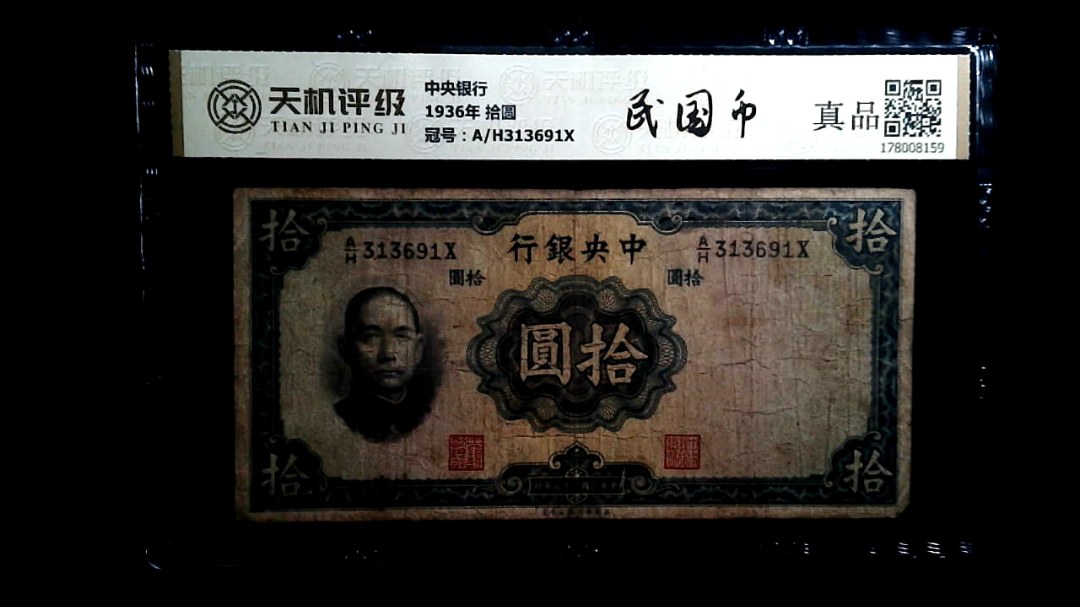 天机评级
TIAN JI PING JI
中央银行
1936年 拾圆
冠号：A/H313691X
民国币
真品
178008159
拾
拾
A/H 313691X
行銀央中
A/H 313691X
圓拾
圓拾
圓拾
拾
拾